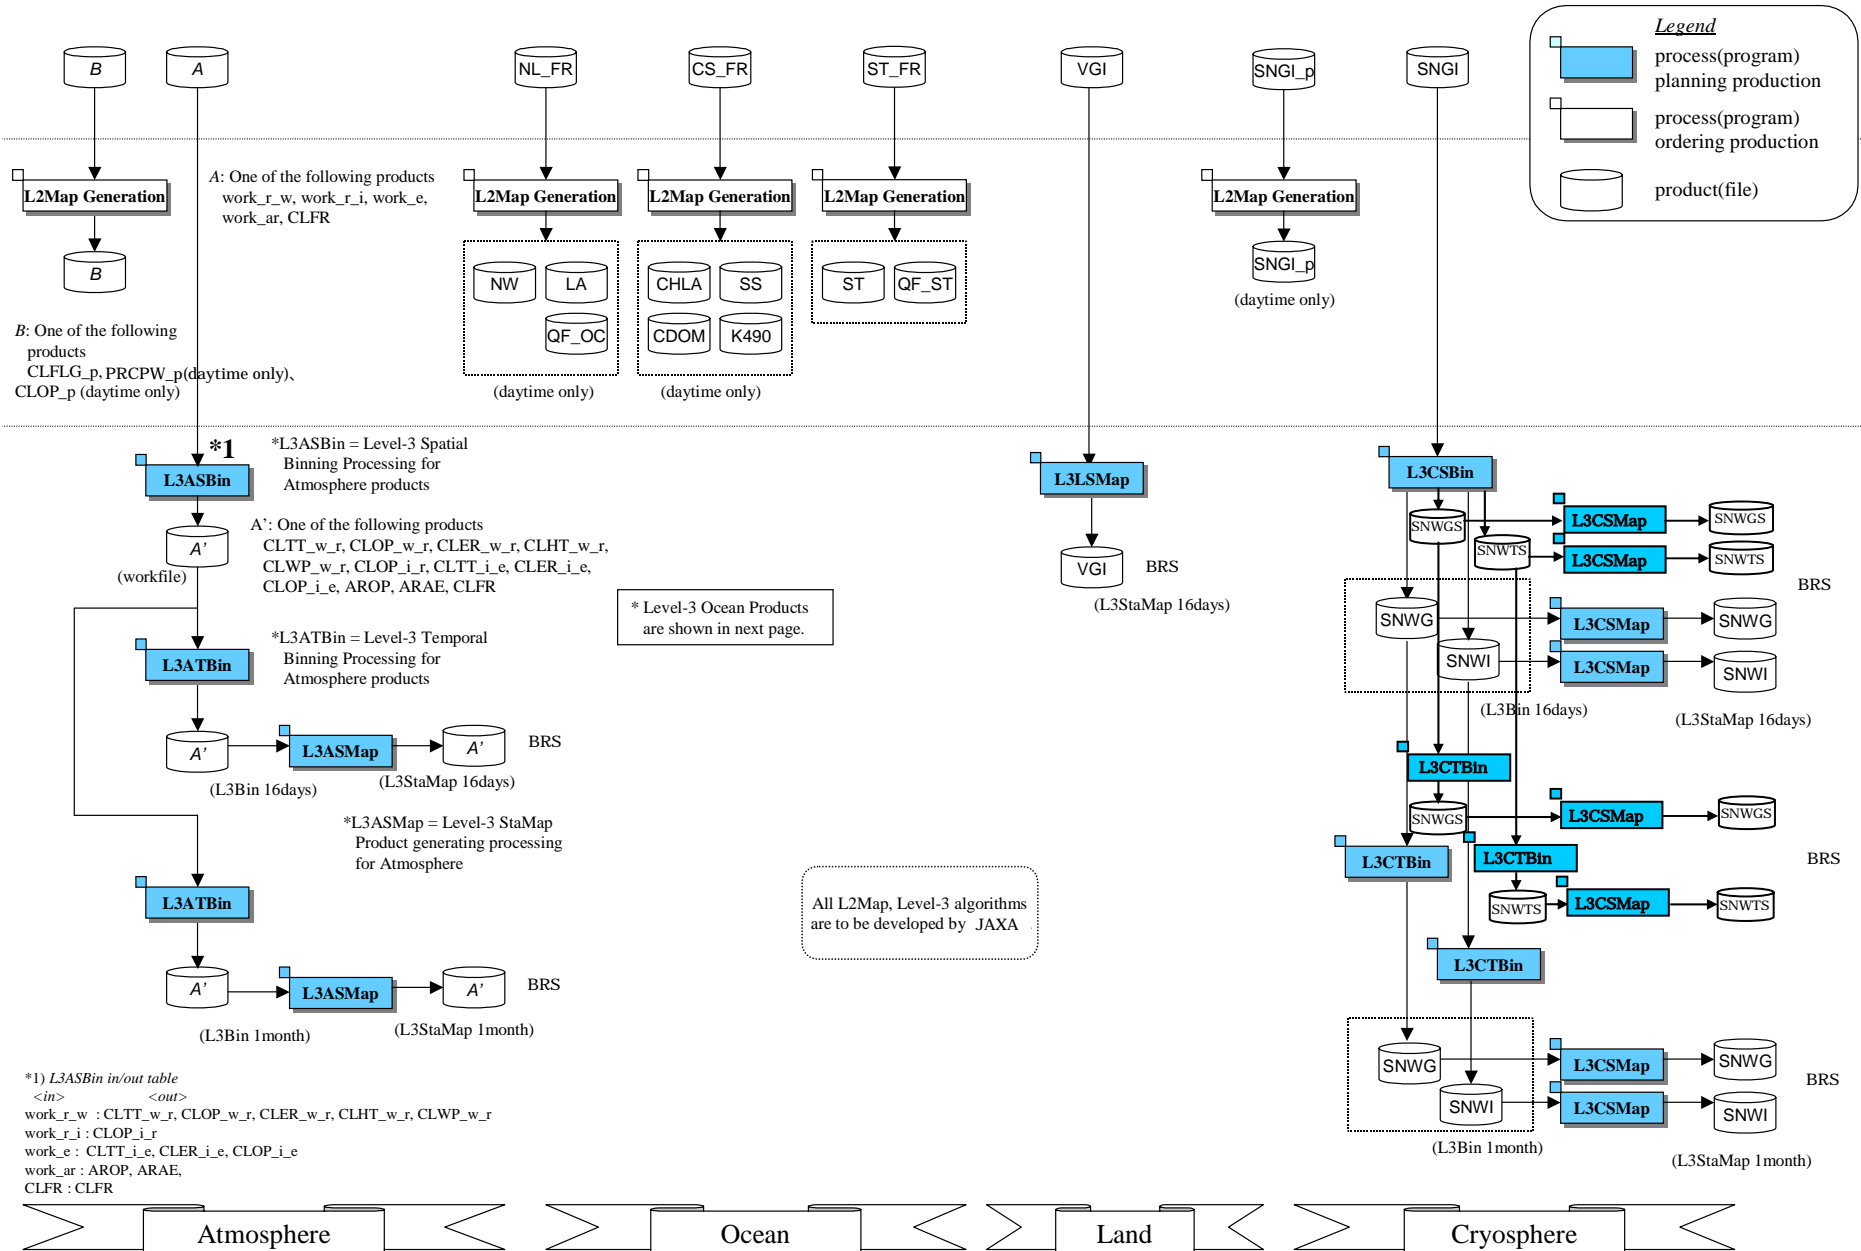 Legend
process(program)
planning production
process(program)
ordering production
product(file)
B
A
NL_FR
CS_FR
ST_FR
VGI
SNGI_p
SNGI
L2Map Generation
L2Map Generation
L2Map Generation
L2Map Generation
L2Map Generation
A: One of the following products
work_r_w, work_r_i, work_e,
work_ar, CLFR
B
NW
LA
QF_OC
(daytime only)
CHLA
SS
CDOM
K490
(daytime only)
ST
QF_ST
SNGI_p
(daytime only)
B: One of the following
products
CLFLG_p, PRCPW_p(daytime only)、
CLOP_p (daytime only)
*1
L3ASBin
*L3ASBin = Level-3 Spatial
Binning Processing for
Atmosphere products
A'
(workfile)
A’: One of the following products
CLTT_w_r, CLOP_w_r, CLER_w_r, CLHT_w_r,
CLWP_w_r, CLOP_i_r, CLTT_i_e, CLER_i_e,
CLOP_i_e, AROP, ARAE, CLFR
L3ATBin
*L3ATBin = Level-3 Temporal
Binning Processing for
Atmosphere products
A'
(L3Bin 16days)
L3ASMap
A'
(L3StaMap 16days)
BRS
*L3ASMap = Level-3 StaMap
Product generating processing
for Atmosphere
L3ATBin
A'
(L3Bin 1month)
L3ASMap
A'
(L3StaMap 1month)
BRS
* Level-3 Ocean Products
are shown in next page.
All L2Map, Level-3 algorithms
are to be developed by JAXA
L3LSMap
VGI
BRS
(L3StaMap 16days)
L3CSBin
SNWGS
L3CSMap
SNWGS
SNWTS
L3CSMap
SNWTS
BRS
SNWG
L3CSMap
SNWG
SNWI
L3CSMap
SNWI
(L3Bin 16days)
(L3StaMap 16days)
L3CTBin
SNWGS
L3CSMap
SNWGS
L3CTBin
L3CTBin
BRS
SNWTS
L3CSMap
SNWTS
L3CTBin
SNWG
L3CSMap
SNWG
BRS
SNWI
L3CSMap
SNWI
(L3Bin 1month)
(L3StaMap 1month)
*1) L3ASBin in/out table
<in> <out>
work_r_w : CLTT_w_r, CLOP_w_r, CLER_w_r, CLHT_w_r, CLWP_w_r
work_r_i : CLOP_i_r
work_e : CLTT_i_e, CLER_i_e, CLOP_i_e
work_ar : AROP, ARAE,
CLFR : CLFR
Atmosphere
Ocean
Land
Cryosphere